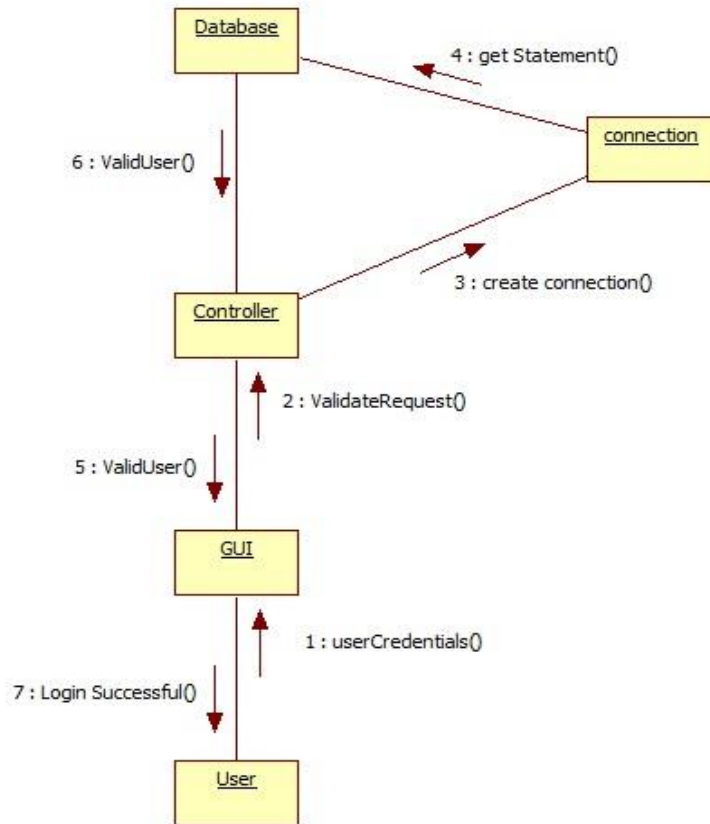 Database
4 : get Statement()
connection
6 : ValidUser()
3 : create connection()
Controller
2 : ValidateRequest()
5 : ValidUser()
GUI
1 : userCredentials()
7 : Login Successful()
User